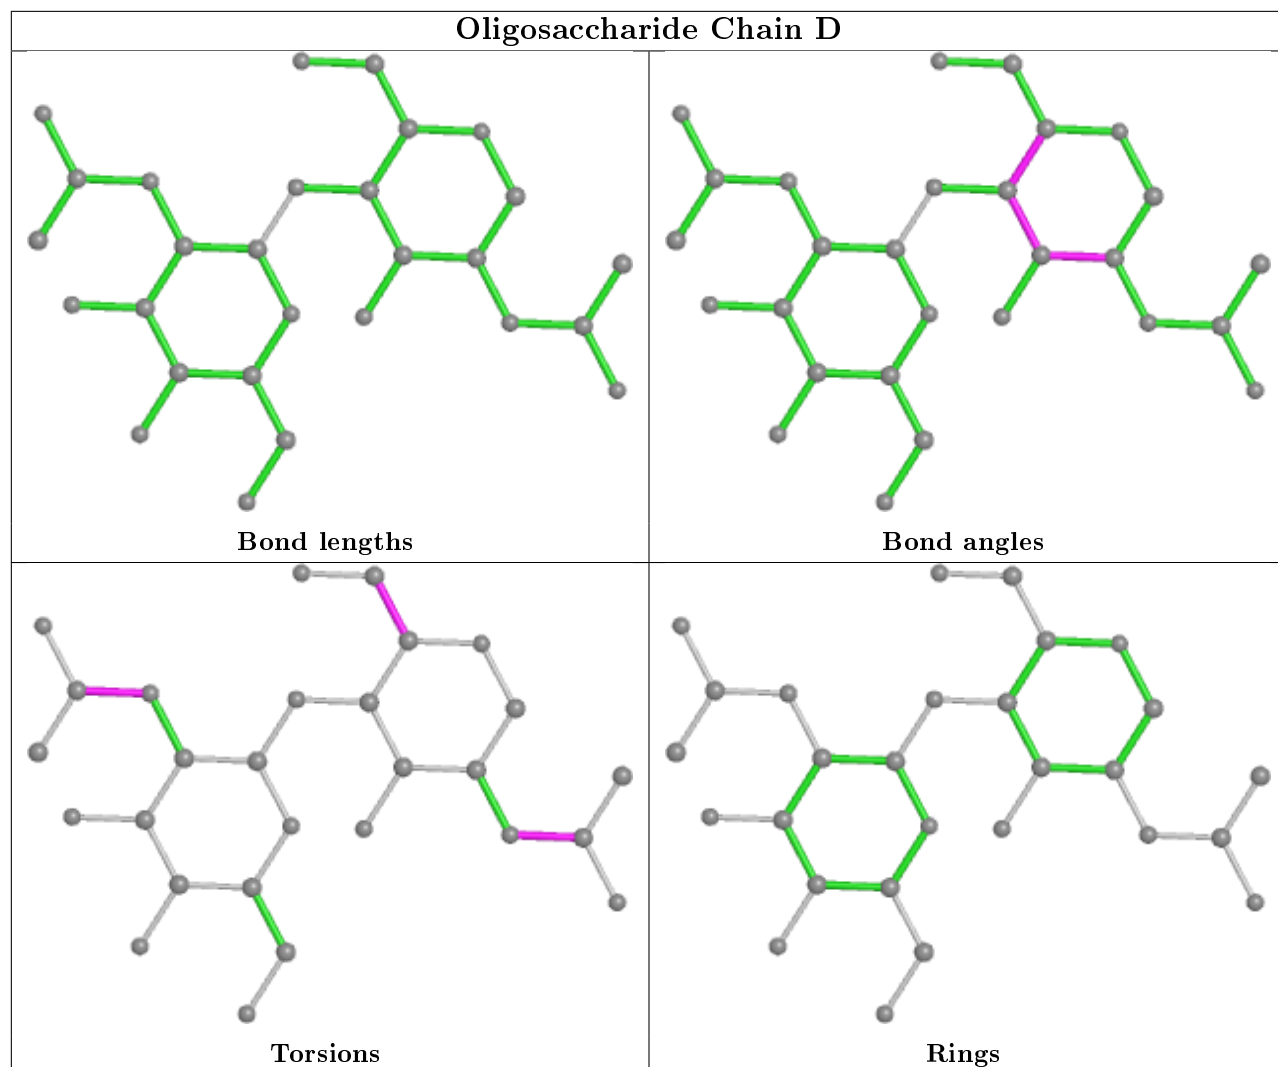 Oligosaccharide Chain D
Bond lengths
Bond angles
Torsions
Rings